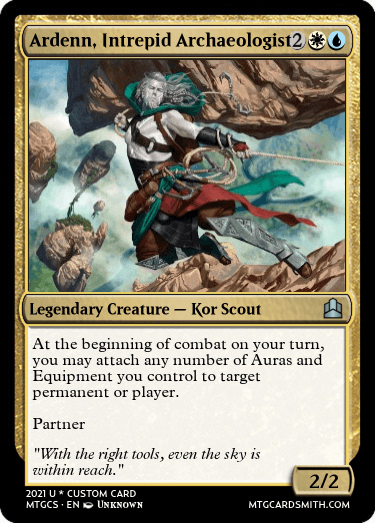 Ardenn, Intrepid Archaeologist 2
Legendary Creature — Kor Scout
At the beginning of combat on your turn,
you may attach any number of Auras and
Equipment you control to target
permanent or player.
Partner
"With the right tools, even the sky is
within reach."
2/2
2021 U * CUSTOM CARD
MTGCS · EN Unknown
MTGCARDSMITH.COM